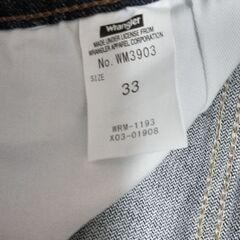 Wrangler
MADE UNDER LICENSE FROM
WRANGLER APPAREL CORPORATION
No. WM3903
SIZE
33
WRM-1193
X03-01908